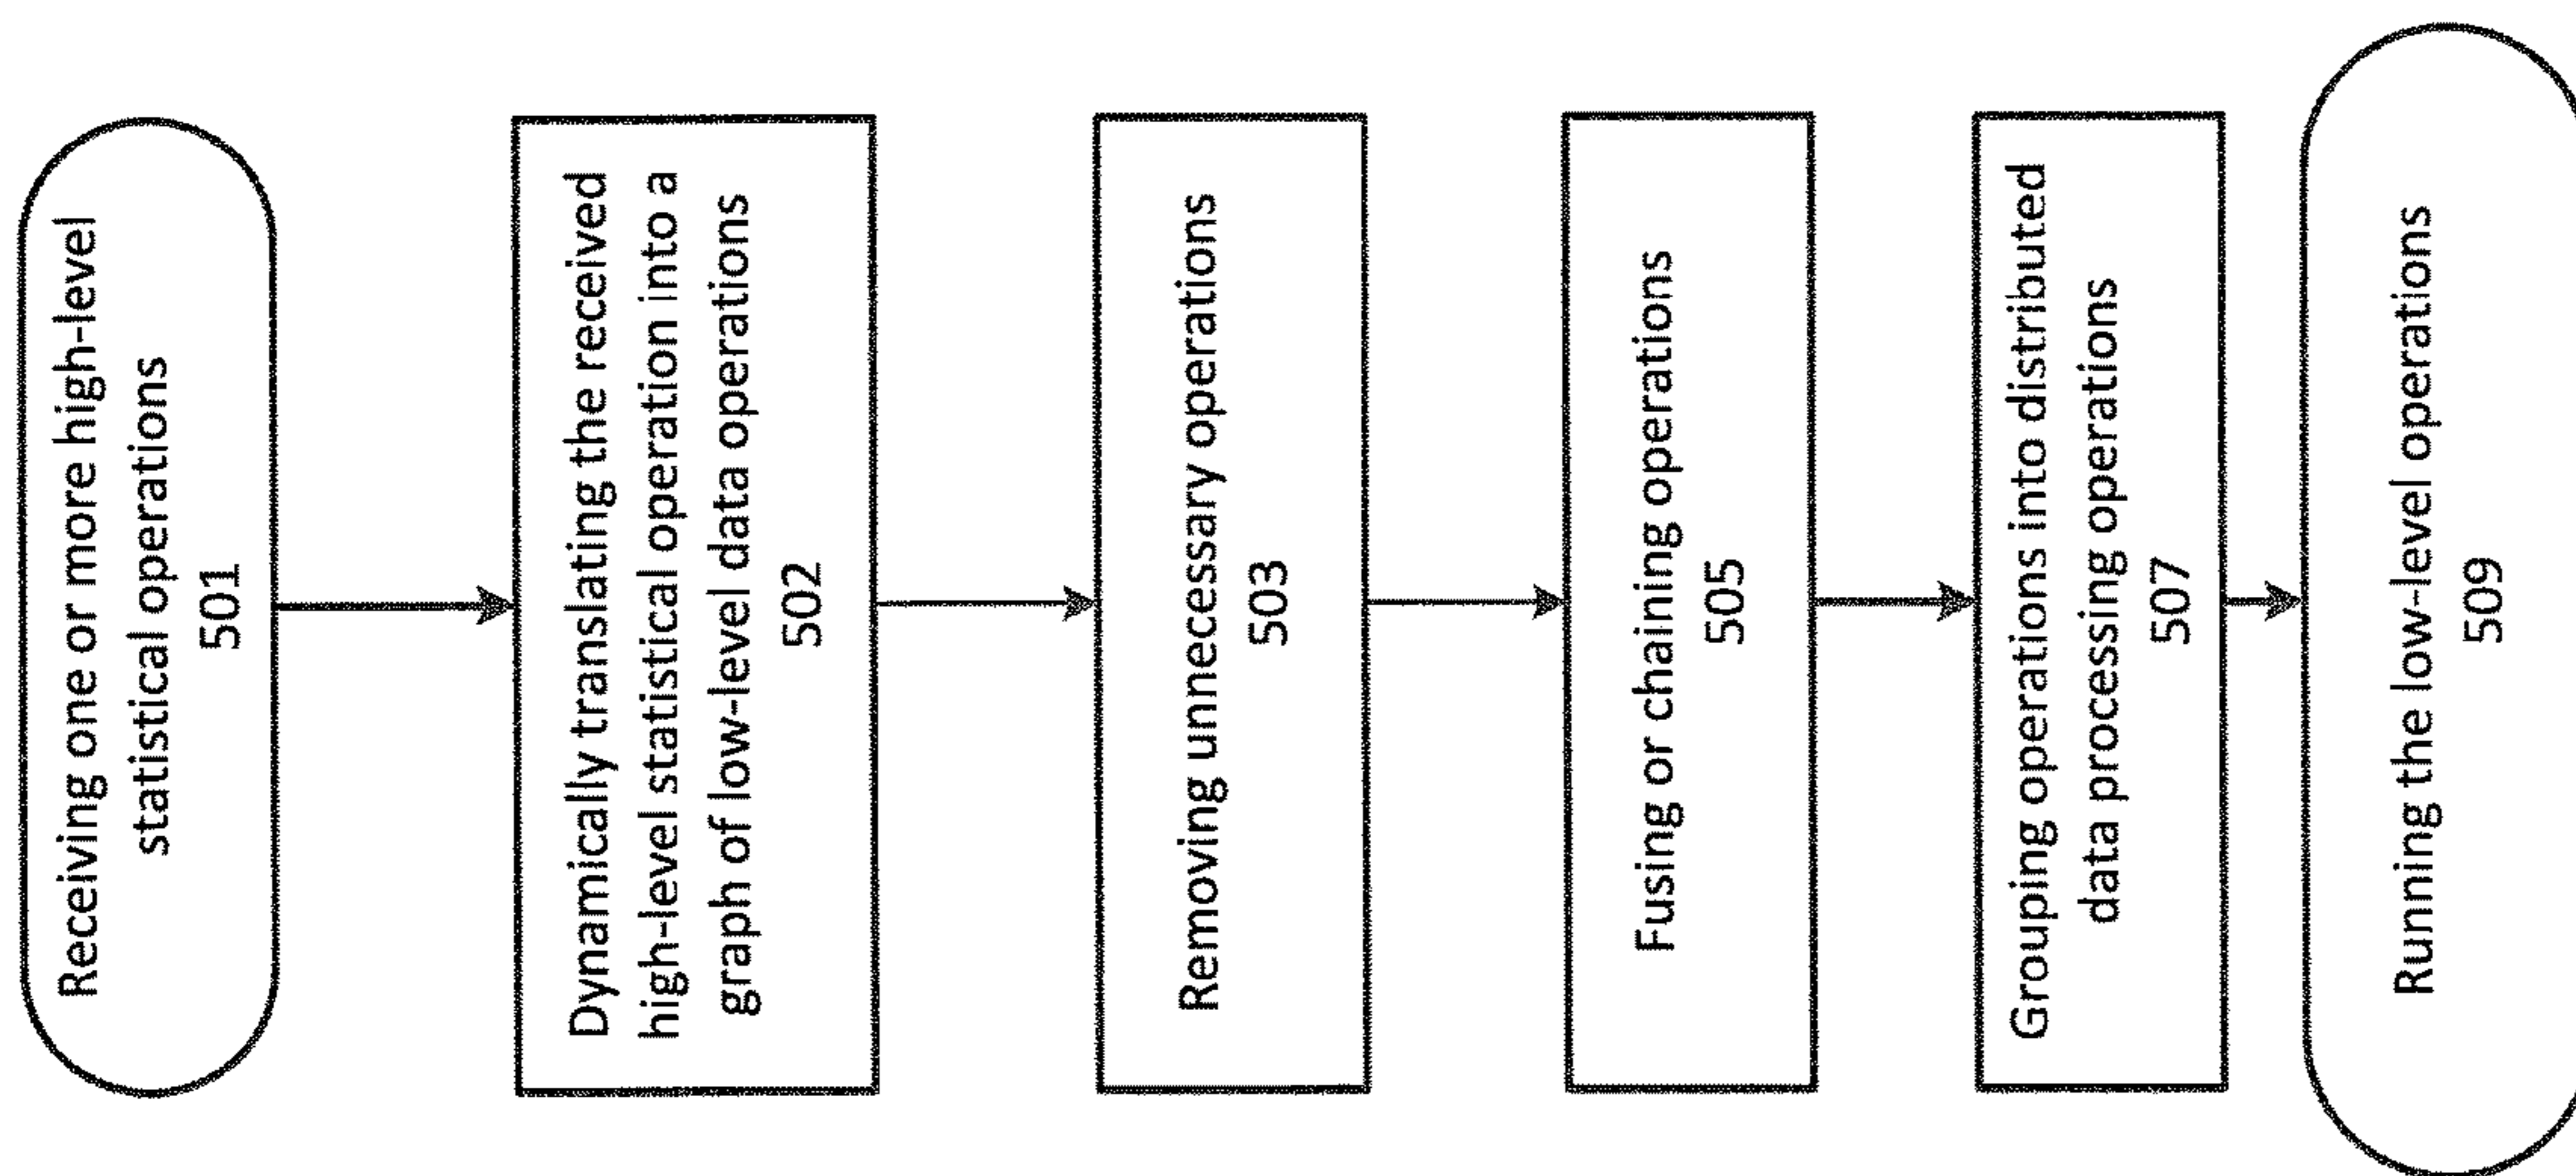 Receiving one or more high-level
statistical operations
501
Dynamically translating the received
high-level statistical operation into a
graph of low-level data operations
502
Removing unnecessary operations
503
Fusing or chaining operations
505
Grouping operations into distributed
data processing operations
507
Running the low-level operations
509